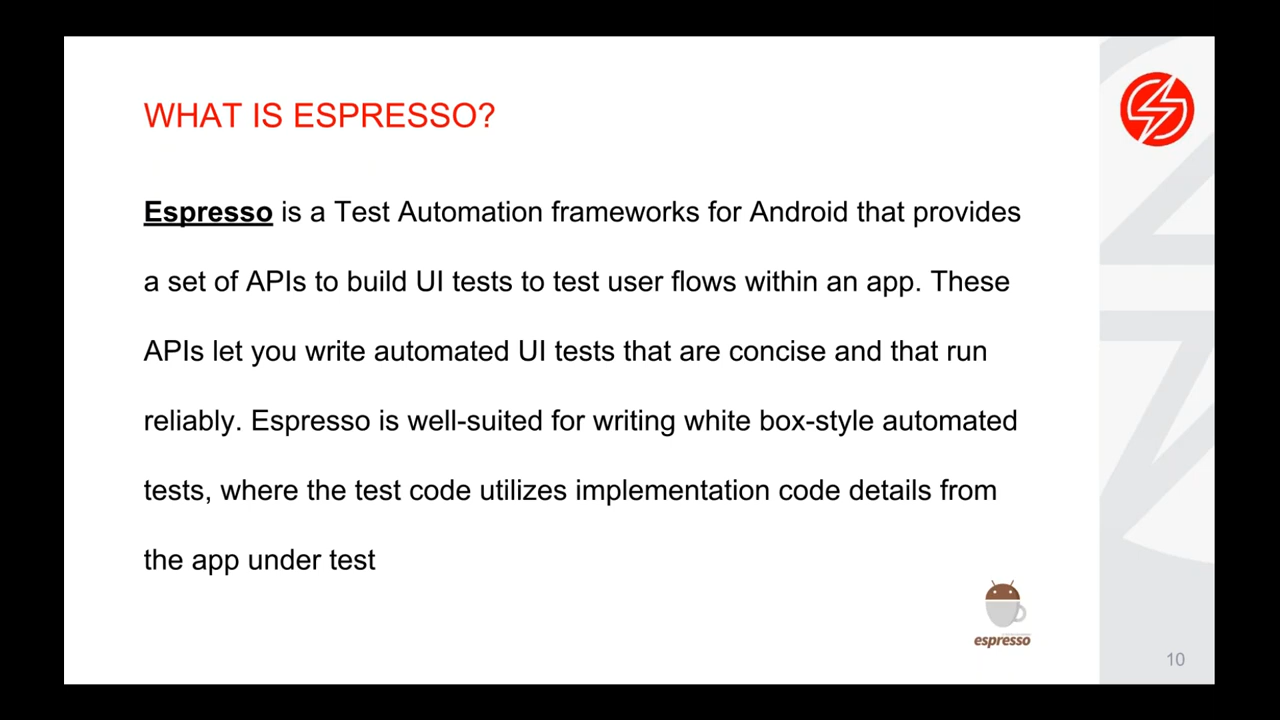 WHAT IS ESPRESSO?
Espresso is a Test Automation frameworks for Android that provides
a set of APIs to build UI tests to test user flows within an app. These
APIs let you write automated UI tests that are concise and that run
reliably. Espresso is well-suited for writing white box-style automated
tests, where the test code utilizes implementation code details from
the app under test
espresso
10